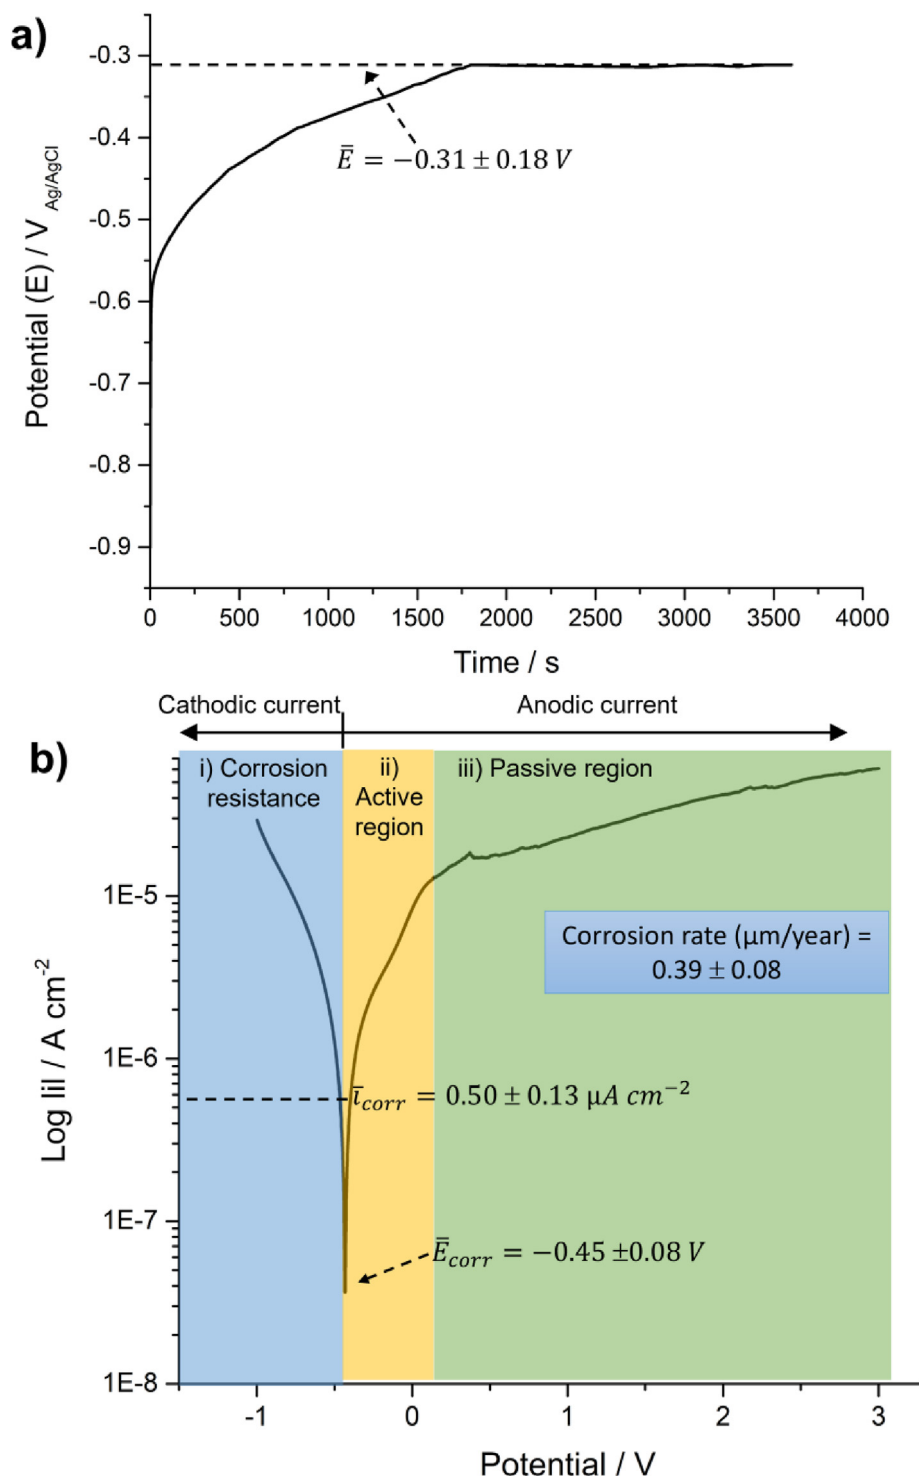 a)
-0.3
-0.4
-0.5
-0.6
-0.7
-0.8
-0.9
Potential (E) / V Ag/AgCl
Ē = −0.31 ± 0.18 V
0 500 1000 1500 2000 2500 3000 3500 4000
Time / s
Cathodic current Anodic current
b)
i) Corrosion
resistance
ii)
Active
region
iii) Passive region
1E-5
1E-6
1E-7
1E-8
Log IiI / A cm-2
Corrosion rate (µm/year) =
0.39 ± 0.08
ī corr = 0.50 ± 0.13 µA cm−2
Ē corr = −0.45 ±0.08 V
-1 0 1 2 3
Potential / V